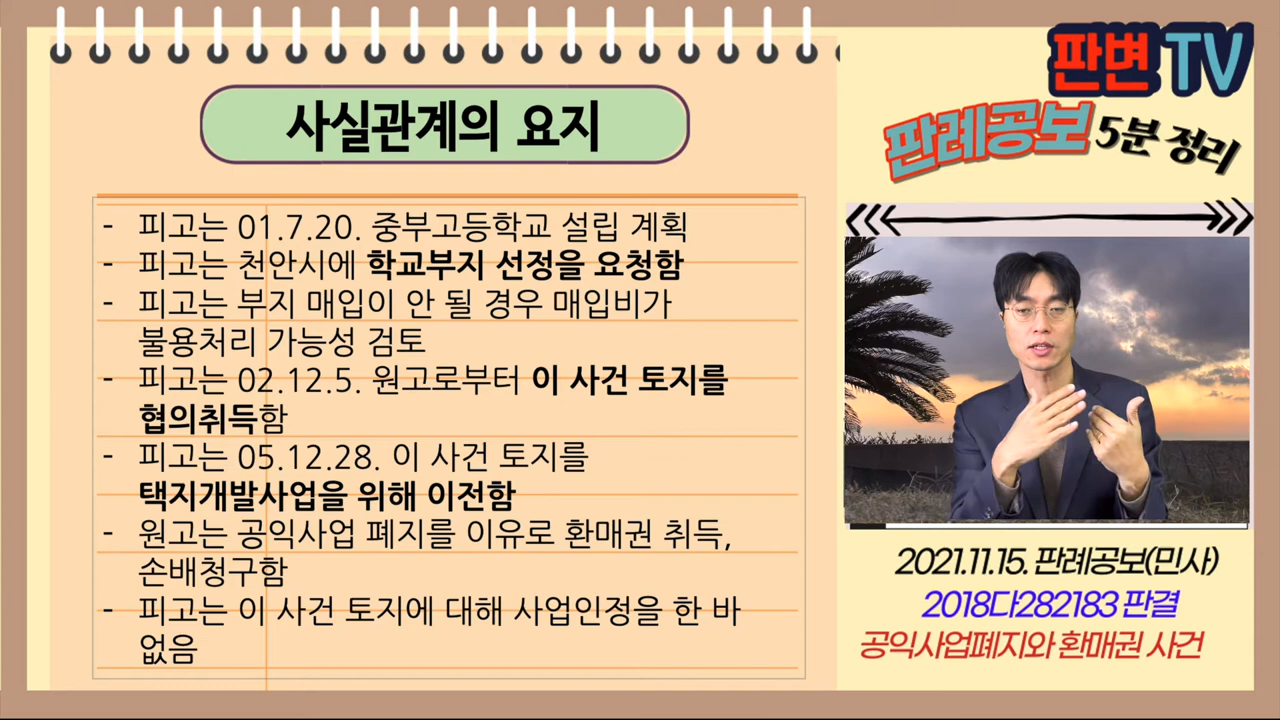 사실관계의 요지
- 피고는 01.7.20. 중부고등학교 설립 계획
- 피고는 천안시에 학교부지 선정을 요청함
- 피고는 부지 매입이 안 될 경우 매입비가
불용처리 가능성 검토
- 피고는 02.12.5. 원고로부터 이 사건 토지를
협의취득함
- 피고는 05.12.28. 이 사건 토지를
택지개발사업을 위해 이전함
- 원고는 공익사업 폐지를 이유로 환매권 취득,
손배청구함
- 피고는 이 사건 토지에 대해 사업인정을 한 바
없음
판변 TV
판례공보 5분 정리
2021.11.15. 판례공보(민사)
2018다282183 판결
공익사업폐지와 환매권 사건